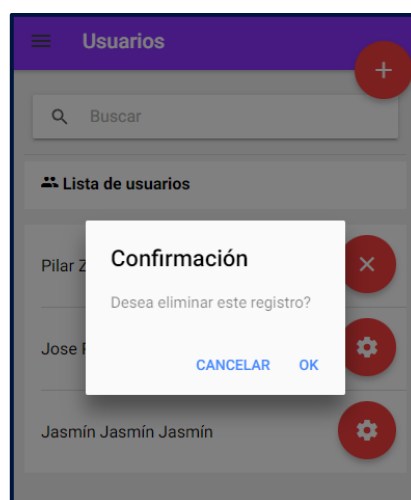 Usuarios
Buscar
Lista de usuarios
Pilar Z
Confirmación
Desea eliminar este registro?
Jose
CANCELAR OK
Jasmín Jasmín Jasmín